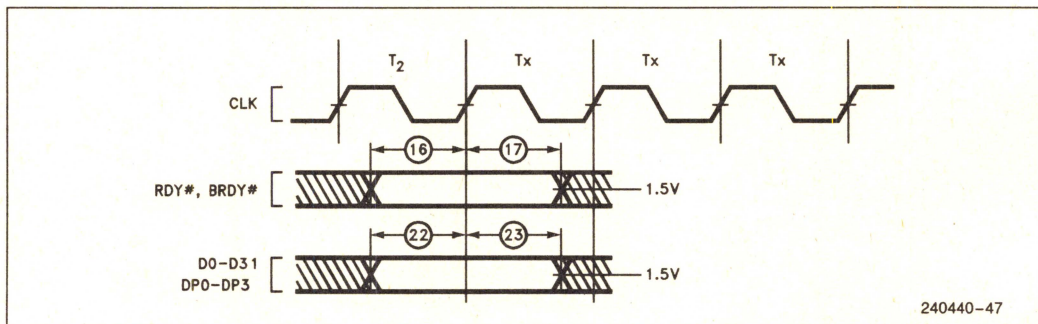 T2 Tx Tx Tx
CLK
16 17
RDY#, BRDY# 1.5V
22 23
D0-D31
DP0-DP3 1.5V
240440-47